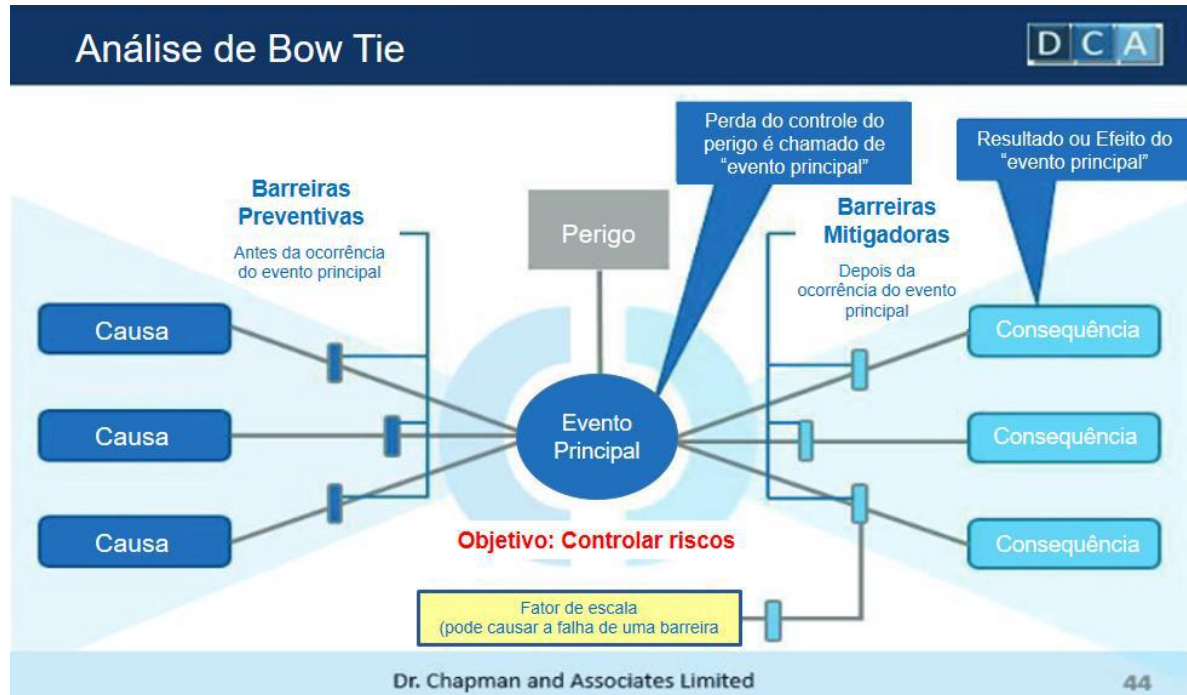 Análise de Bow Tie
D C A
Perda do controle do
perigo é chamado de
“evento principal”
Resultado ou Efeito do
“evento principal”
Barreiras
Preventivas
Antes da ocorrência
do evento principal
Perigo
Barreiras
Mitigadoras
Depois da
ocorrência do evento
principal
Causa
Consequência
Causa
Evento
Principal
Consequência
Causa
Consequência
Objetivo: Controlar riscos
Fator de escala
(pode causar a falha de uma barreira
Dr. Chapman and Associates Limited
44